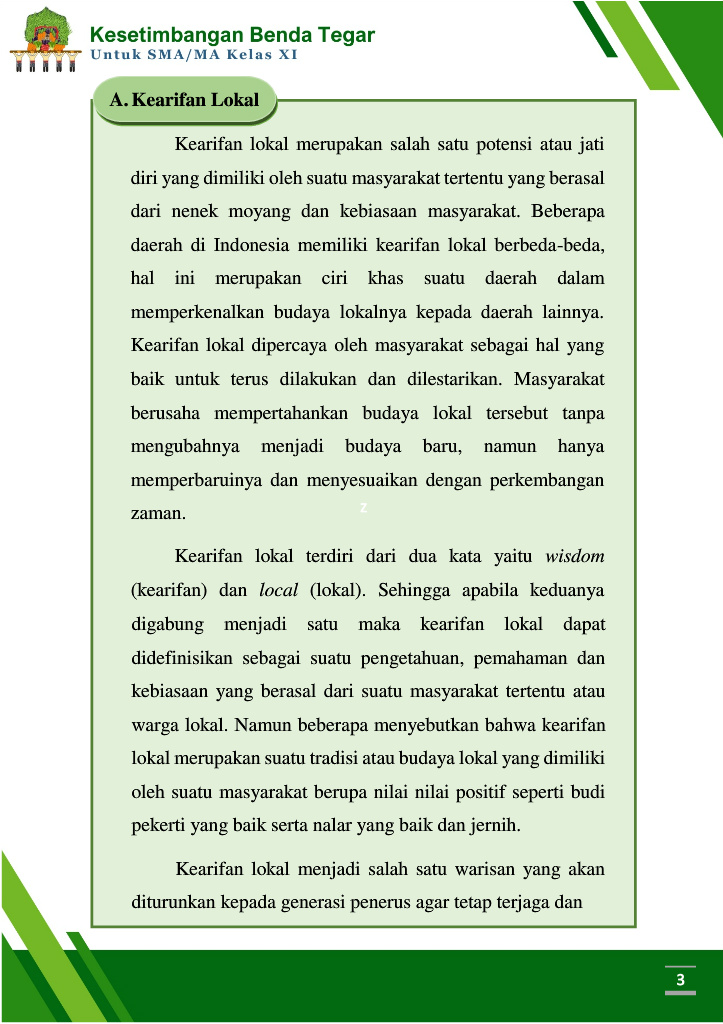 Kesetimbangan Benda Tegar
Untuk SMA/MA Kelas XI
A. Kearifan Lokal
Kearifan lokal merupakan salah satu potensi atau jati
diri yang dimiliki oleh suatu masyarakat tertentu yang berasal
dari nenek moyang dan kebiasaan masyarakat. Beberapa
daerah di Indonesia memiliki kearifan lokal berbeda-beda,
hal ini merupakan ciri khas suatu daerah dalam
memperkenalkan budaya lokalnya kepada daerah lainnya.
Kearifan lokal dipercaya oleh masyarakat sebagai hal yang
baik untuk terus dilakukan dan dilestarikan. Masyarakat
berusaha mempertahankan budaya lokal tersebut tanpa
mengubahnya menjadi budaya baru, namun hanya
memperbaruinya dan menyesuaikan dengan perkembangan
zaman.
z
Kearifan lokal terdiri dari dua kata yaitu wisdom
(kearifan) dan local (lokal). Sehingga apabila keduanya
digabung menjadi satu maka kearifan lokal dapat
didefinisikan sebagai suatu pengetahuan, pemahaman dan
kebiasaan yang berasal dari suatu masyarakat tertentu atau
warga lokal. Namun beberapa menyebutkan bahwa kearifan
lokal merupakan suatu tradisi atau budaya lokal yang dimiliki
oleh suatu masyarakat berupa nilai nilai positif seperti budi
pekerti yang baik serta nalar yang baik dan jernih.
Kearifan lokal menjadi salah satu warisan yang akan
diturunkan kepada generasi penerus agar tetap terjaga dan
3